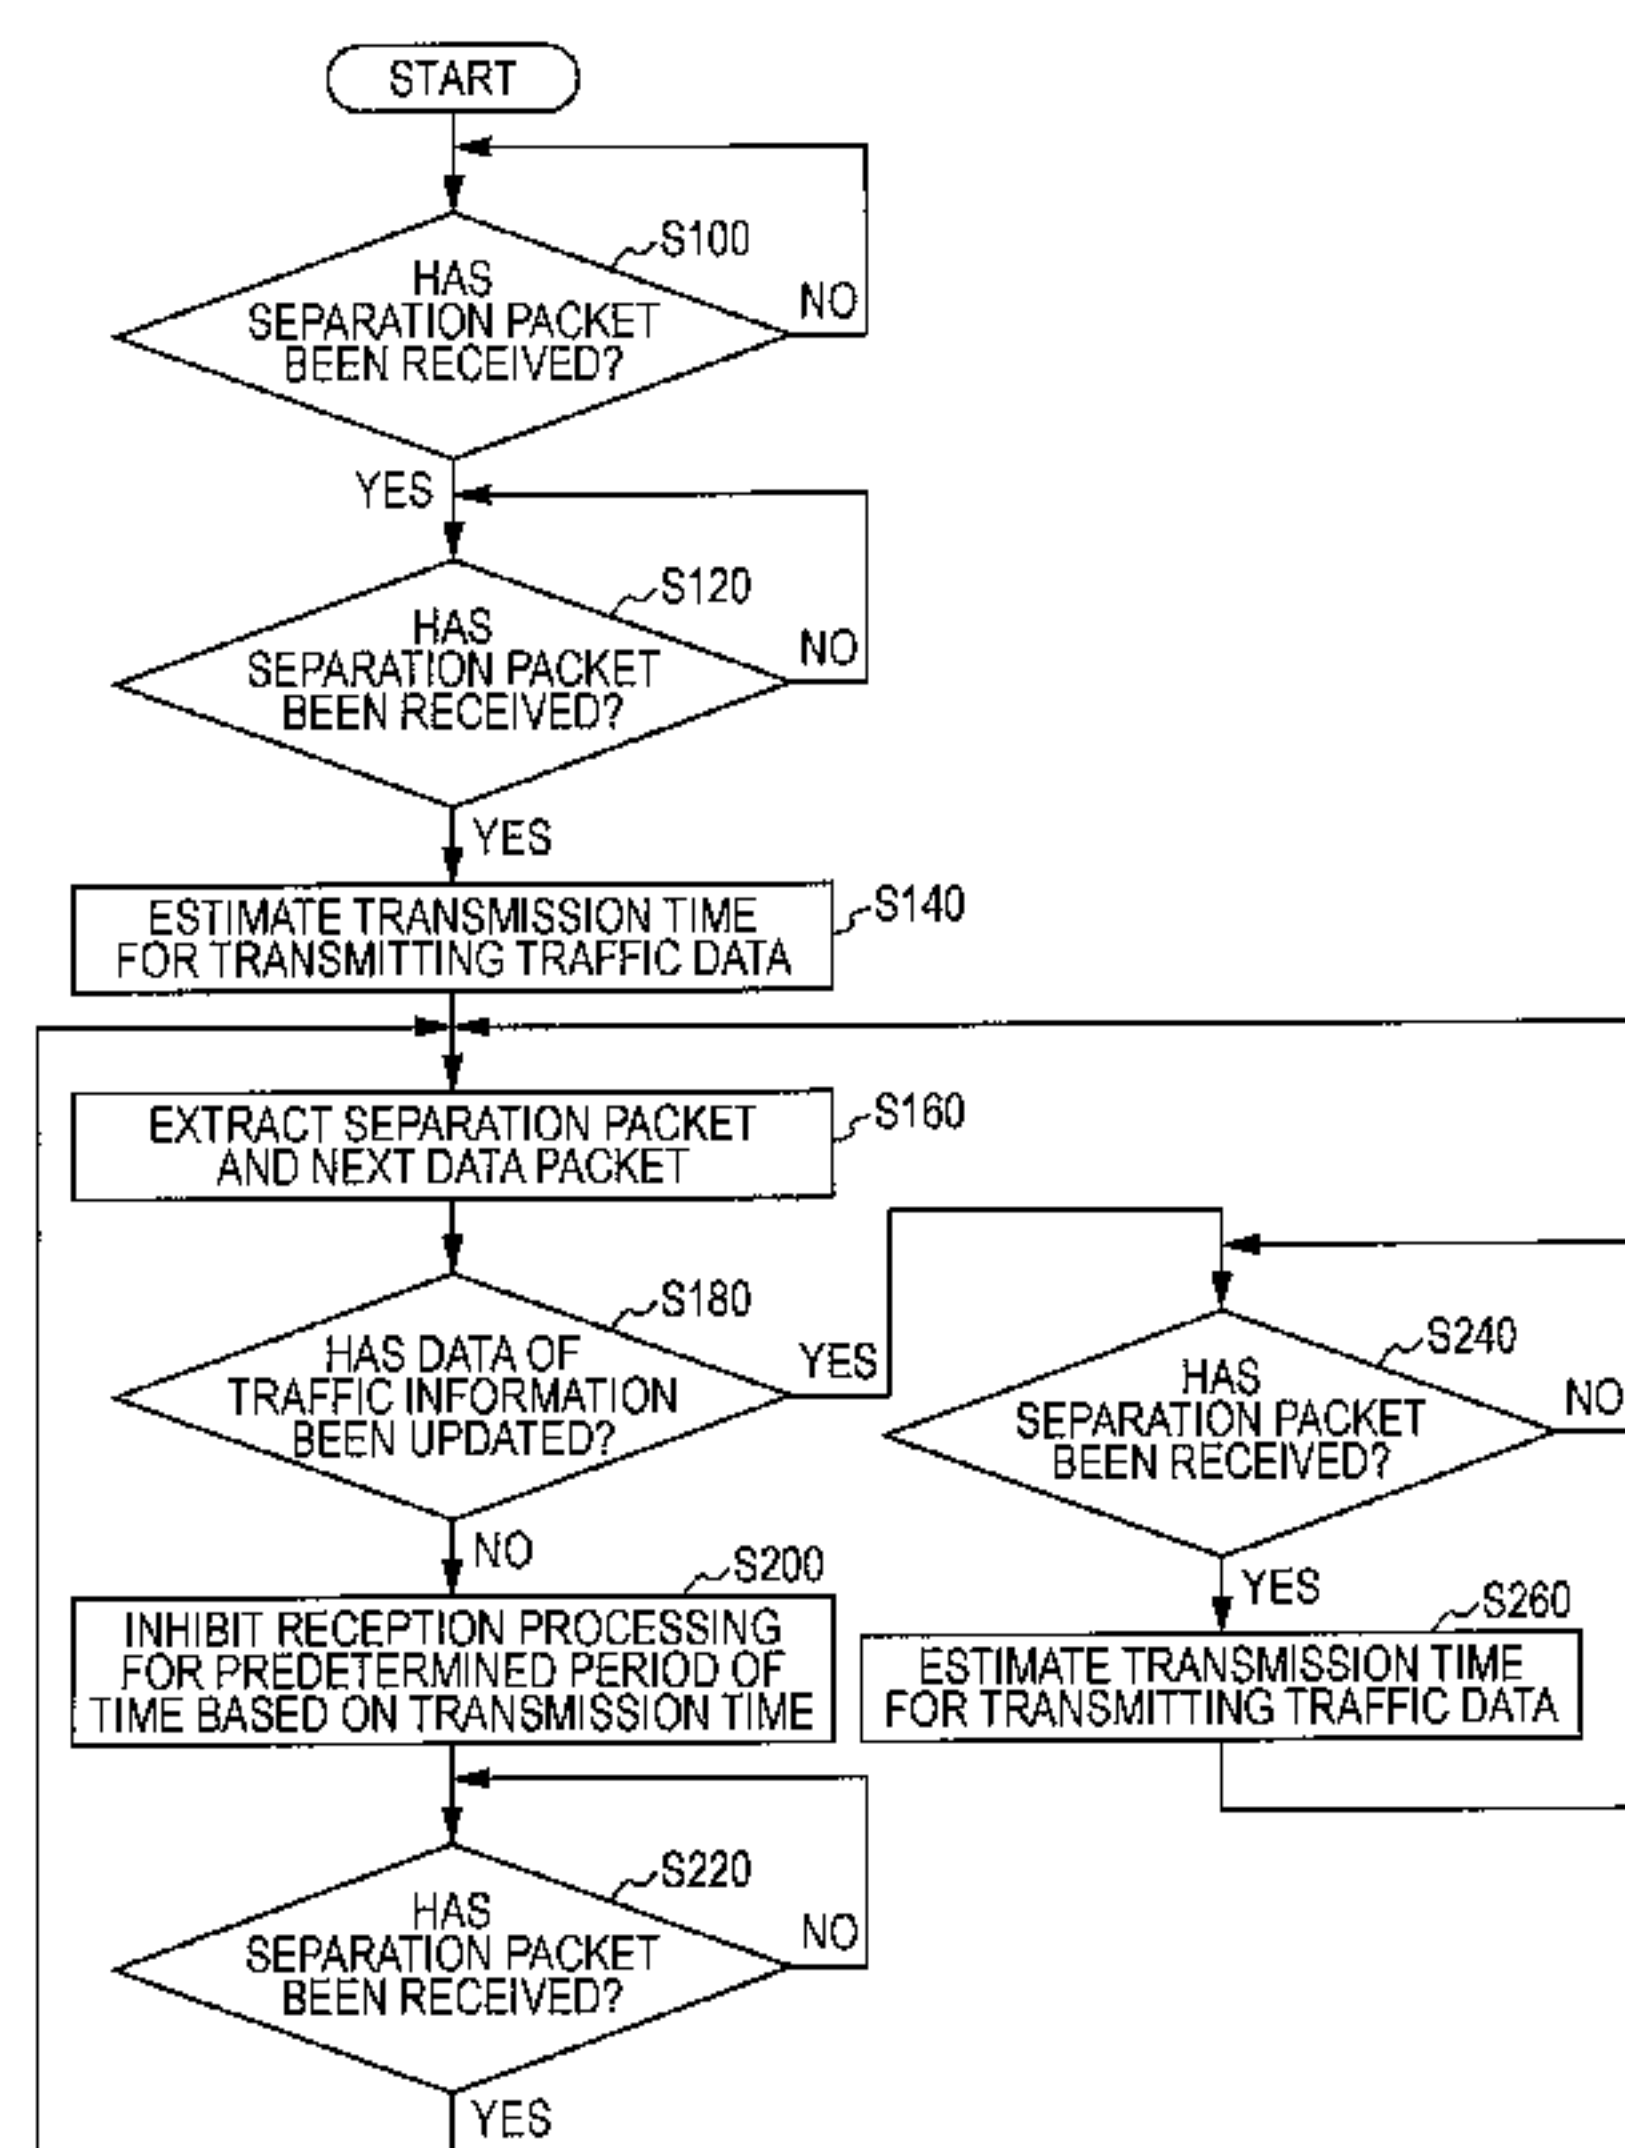 START
S100
HAS
SEPARATION PACKET
BEEN RECEIVED?
NO
YES
S120
HAS
SEPARATION PACKET
BEEN RECEIVED?
NO
YES
S140
ESTIMATE TRANSMISSION TIME
FOR TRANSMITTING TRAFFIC DATA
S160
EXTRACT SEPARATION PACKET
AND NEXT DATA PACKET
S180
HAS DATA OF
TRAFFIC INFORMATION
BEEN UPDATED?
YES
NO
S240
HAS
SEPARATION PACKET
BEEN RECEIVED?
NO
YES
S200
INHIBIT RECEPTION PROCESSING
FOR PREDETERMINED PERIOD OF
TIME BASED ON TRANSMISSION TIME
S260
ESTIMATE TRANSMISSION TIME
FOR TRANSMITTING TRAFFIC DATA
S220
HAS
SEPARATION PACKET
BEEN RECEIVED?
NO
YES